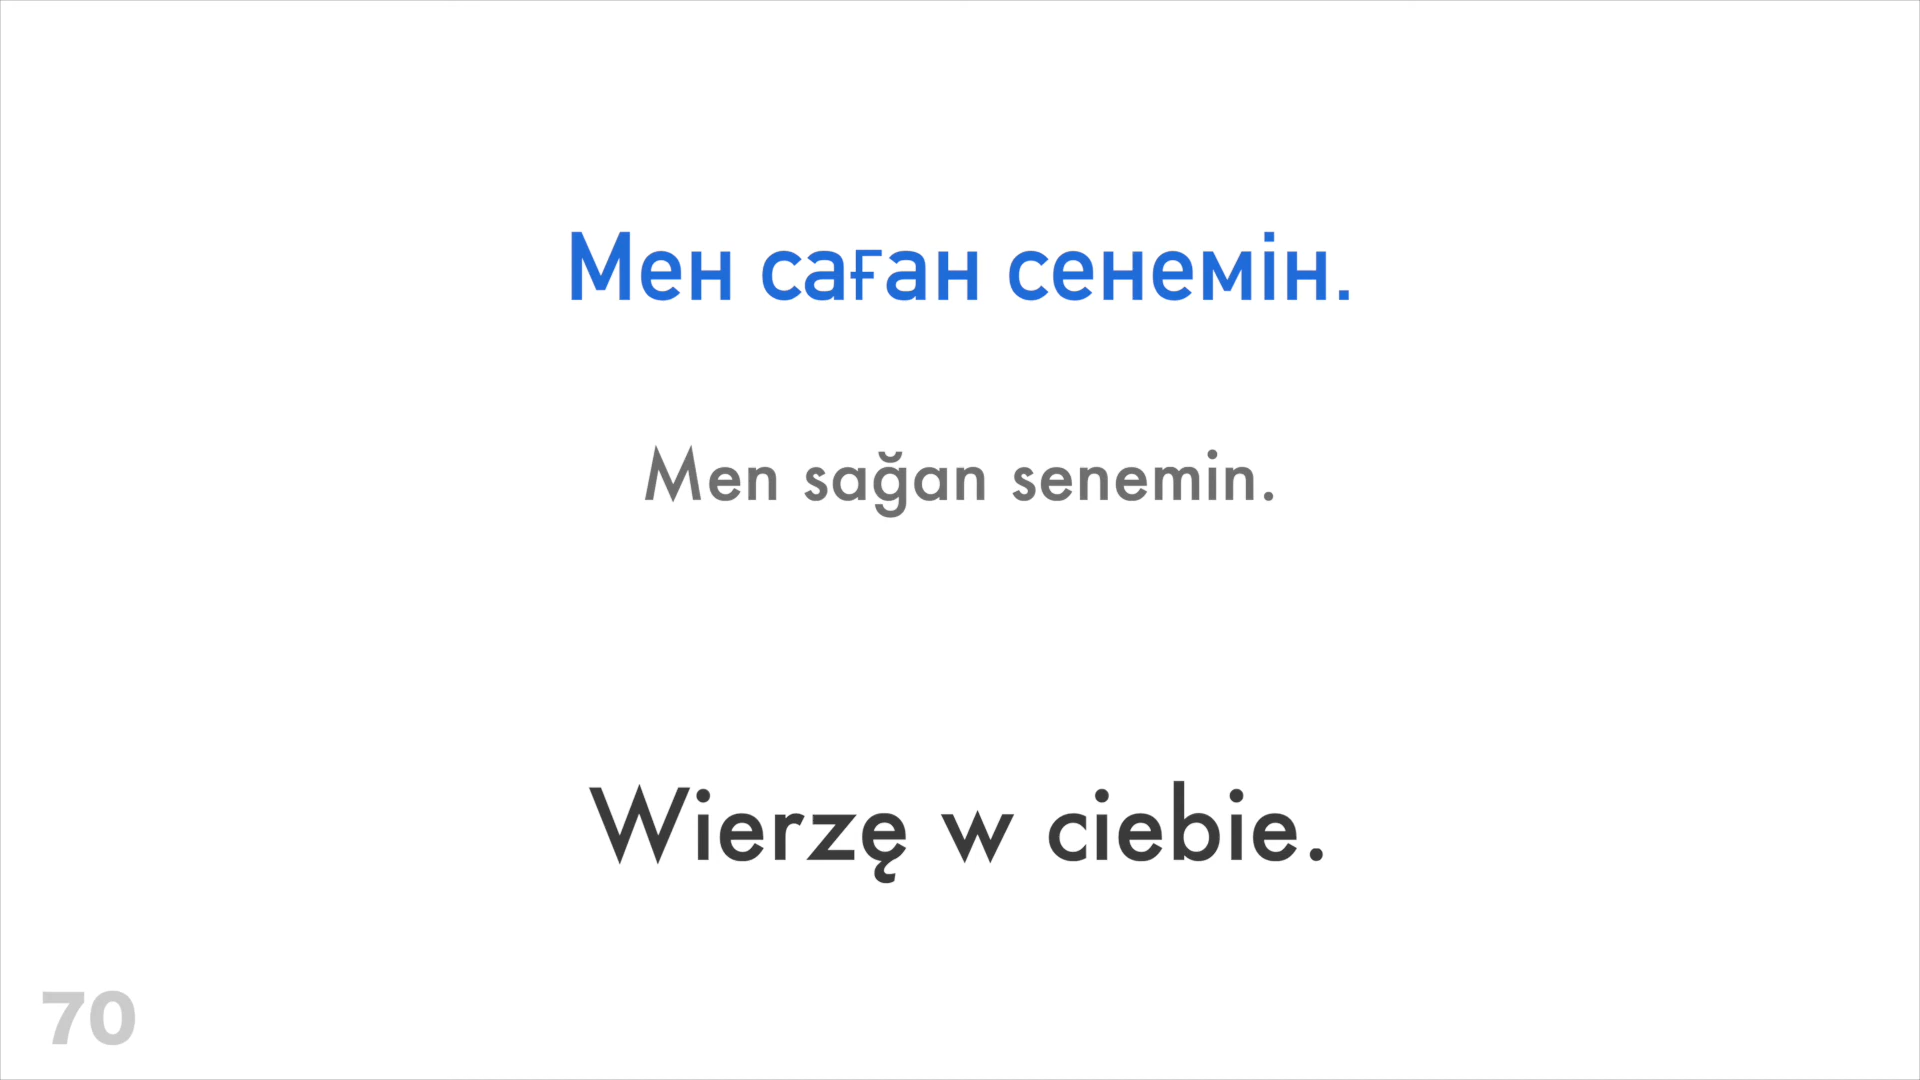 Мен саған сенемін.
Men sağan senemin.
Wierzę w ciebie.
70